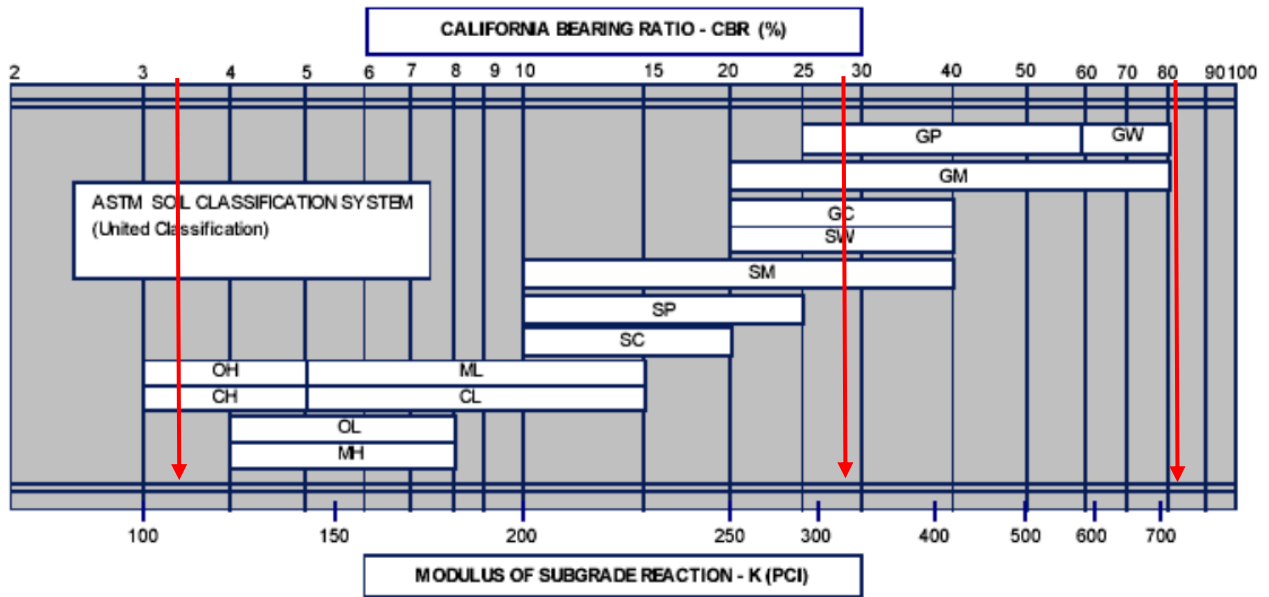 CALIFORNIA BEARING RATIO - CBR (%)
2 3 4 5 6 7 8 9 10 15 20 25 30 40 50 60 70 80 90 100
GP GW
GM
ASTM SOIL CLASSIFICATION SYSTEM
(United Classification)
GC
SW
SM
SP
SC
OH ML
CH CL
OL
MH
100 150 200 250 300 400 500 600 700
MODULUS OF SUBGRADE REACTION - K (PCI)